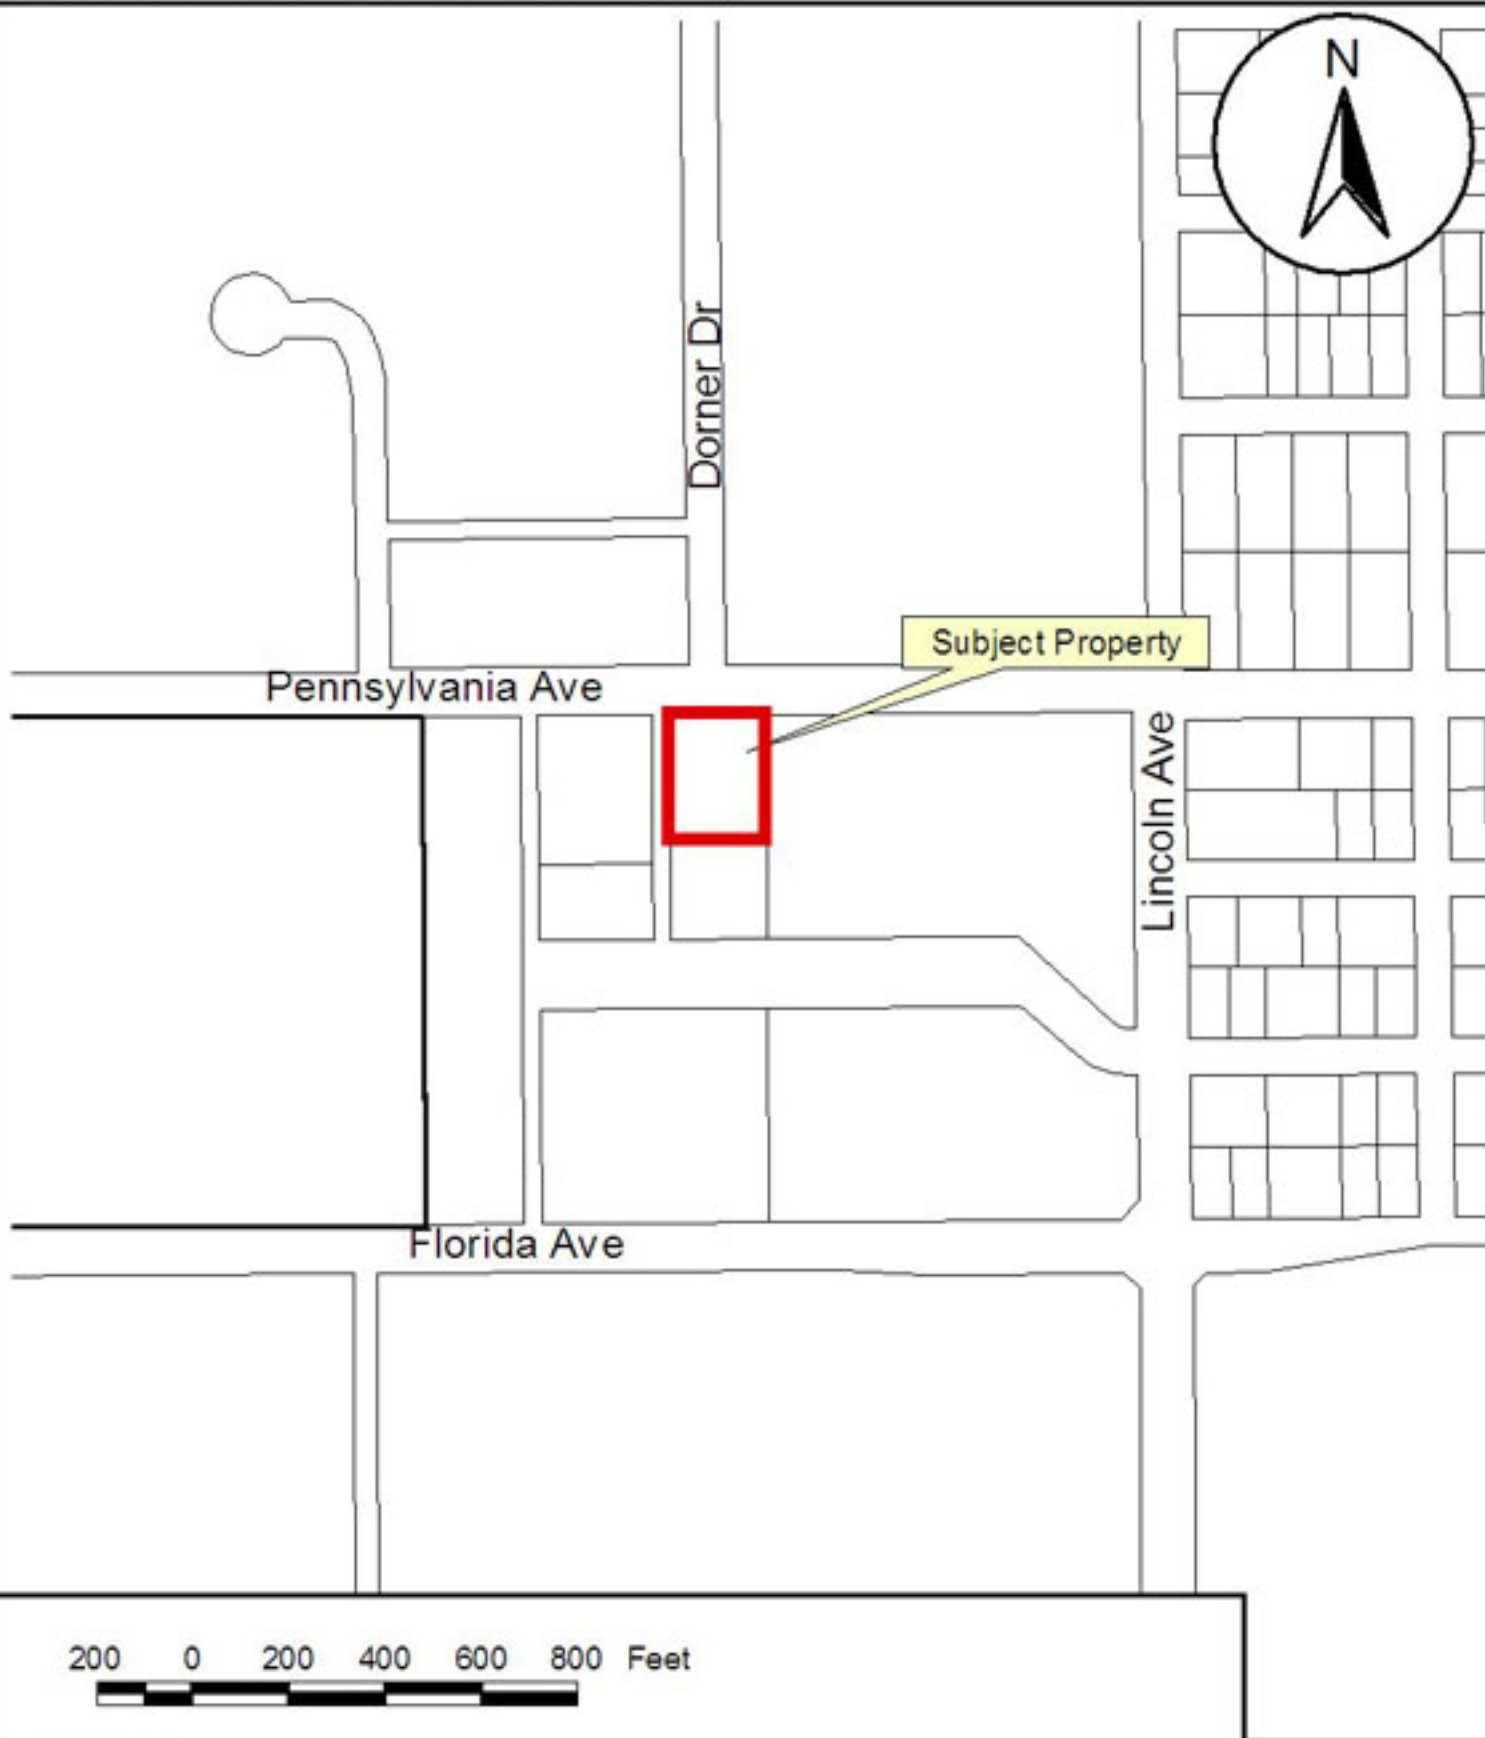 N
Dorner Dr
Subject Property
Pennsylvania Ave
Lincoln Ave
Florida Ave
200 0 200 400 600 800 Feet